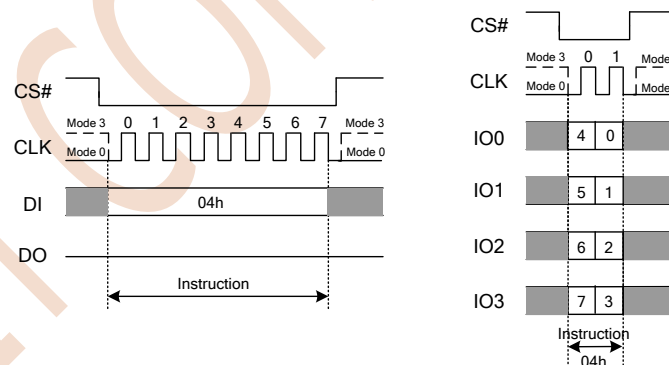 CS#
Mode 3 0 1 2 3 4 5 6 7 Mode 3
CLK
Mode 0 Mode 0
DI 04h
DO
Instruction
CS#
Mode 3 0 1 Mode
CLK
Mode 0 Mode
IO0 4 0
IO1 5 1
IO2 6 2
IO3 7 3
Instruction
04h